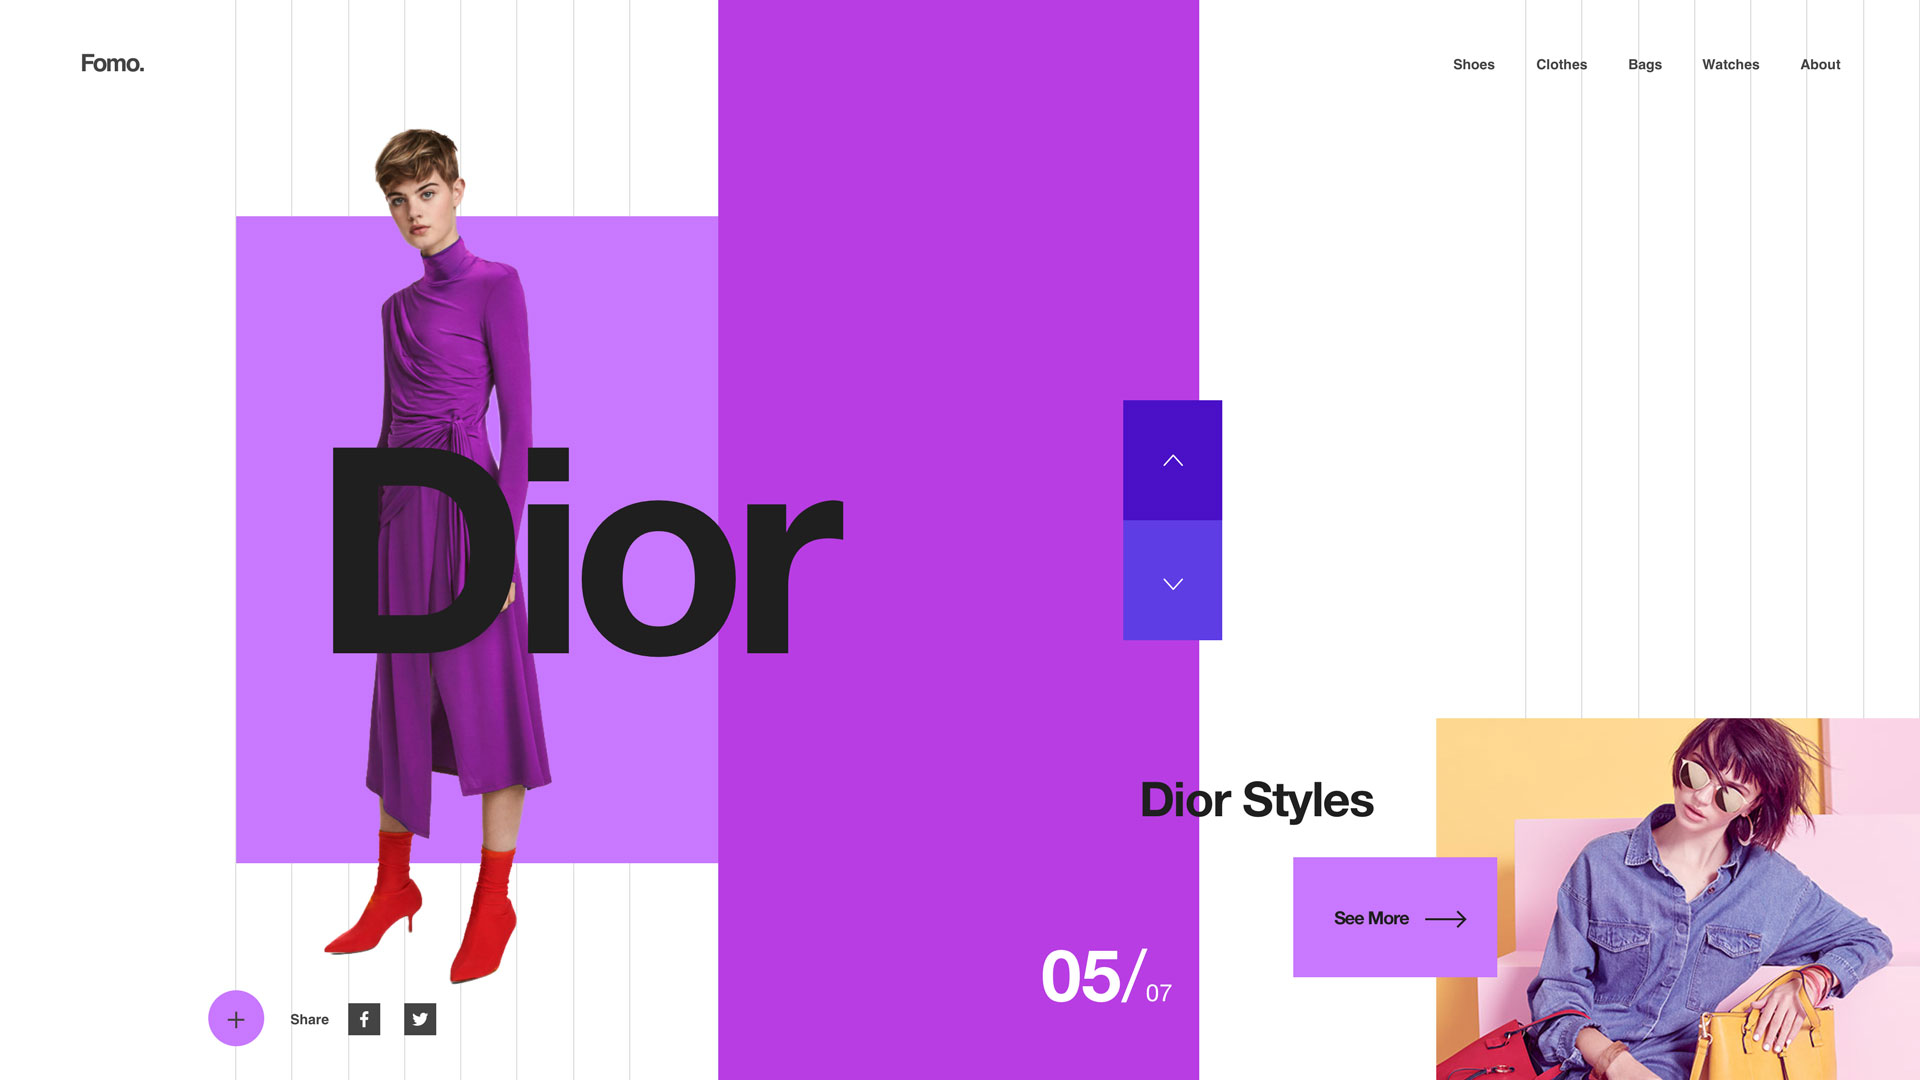 Fomo.
Shoes Clothes Bags Watches About
Dior
Dior Styles
See More
05/07
Share